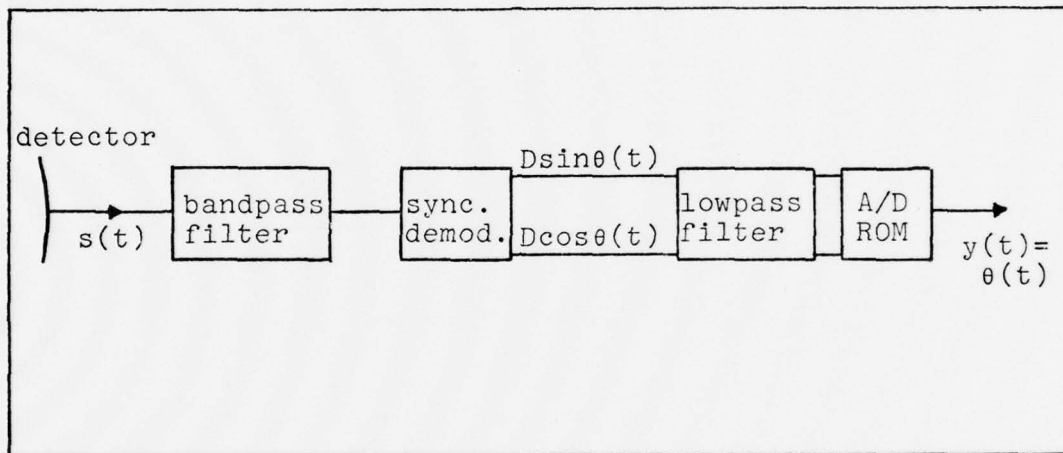 detector
s(t)
bandpass
filter
sync.
demod.
Dsinθ(t)
Dcosθ(t)
lowpass
filter
A/D
ROM
y(t)=
θ(t)